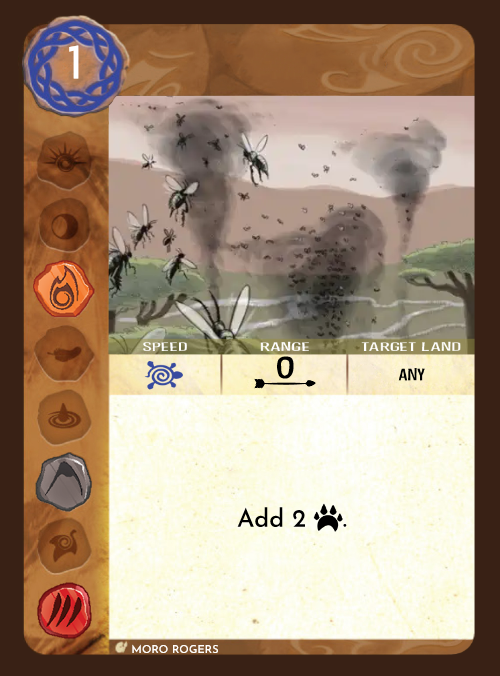 1
SPEED RANGE TARGET LAND
0 ANY
Add 2 .
MORO ROGERS